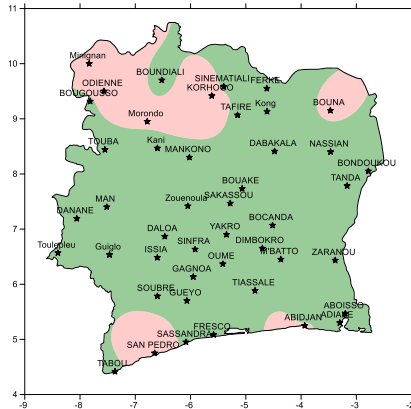 11
10
9
8
7
6
5
4
Minignan
BOUNDIALI
SINEMATIALI
FERKE
ODIENNE
KORHOGO
BOUGOUSSO
BOUNA
TAFIRE
Kong
Morondo
TOUBA
Kani
MANKONO
DABAKALA
NASSIAN
BONDOUKOU
TANDA
BOUAKE
MAN
Zouenoula
SAKASSOU
DANANE
BOCANDA
DALOA
YAKRO
Toulepleu
Guiglo
ISSIA
SINFRA
DIMBOKRO
M'BATTO
ZARANOU
OUME
GAGNOA
TIASSALE
SOUBRE
GUEYO
ABOISSO
ADIAKE
ABIDJAN
FRESCO
SASSANDRA
SAN PEDRO
TABOU
-9
-8
-7
-6
-5
-4
-3